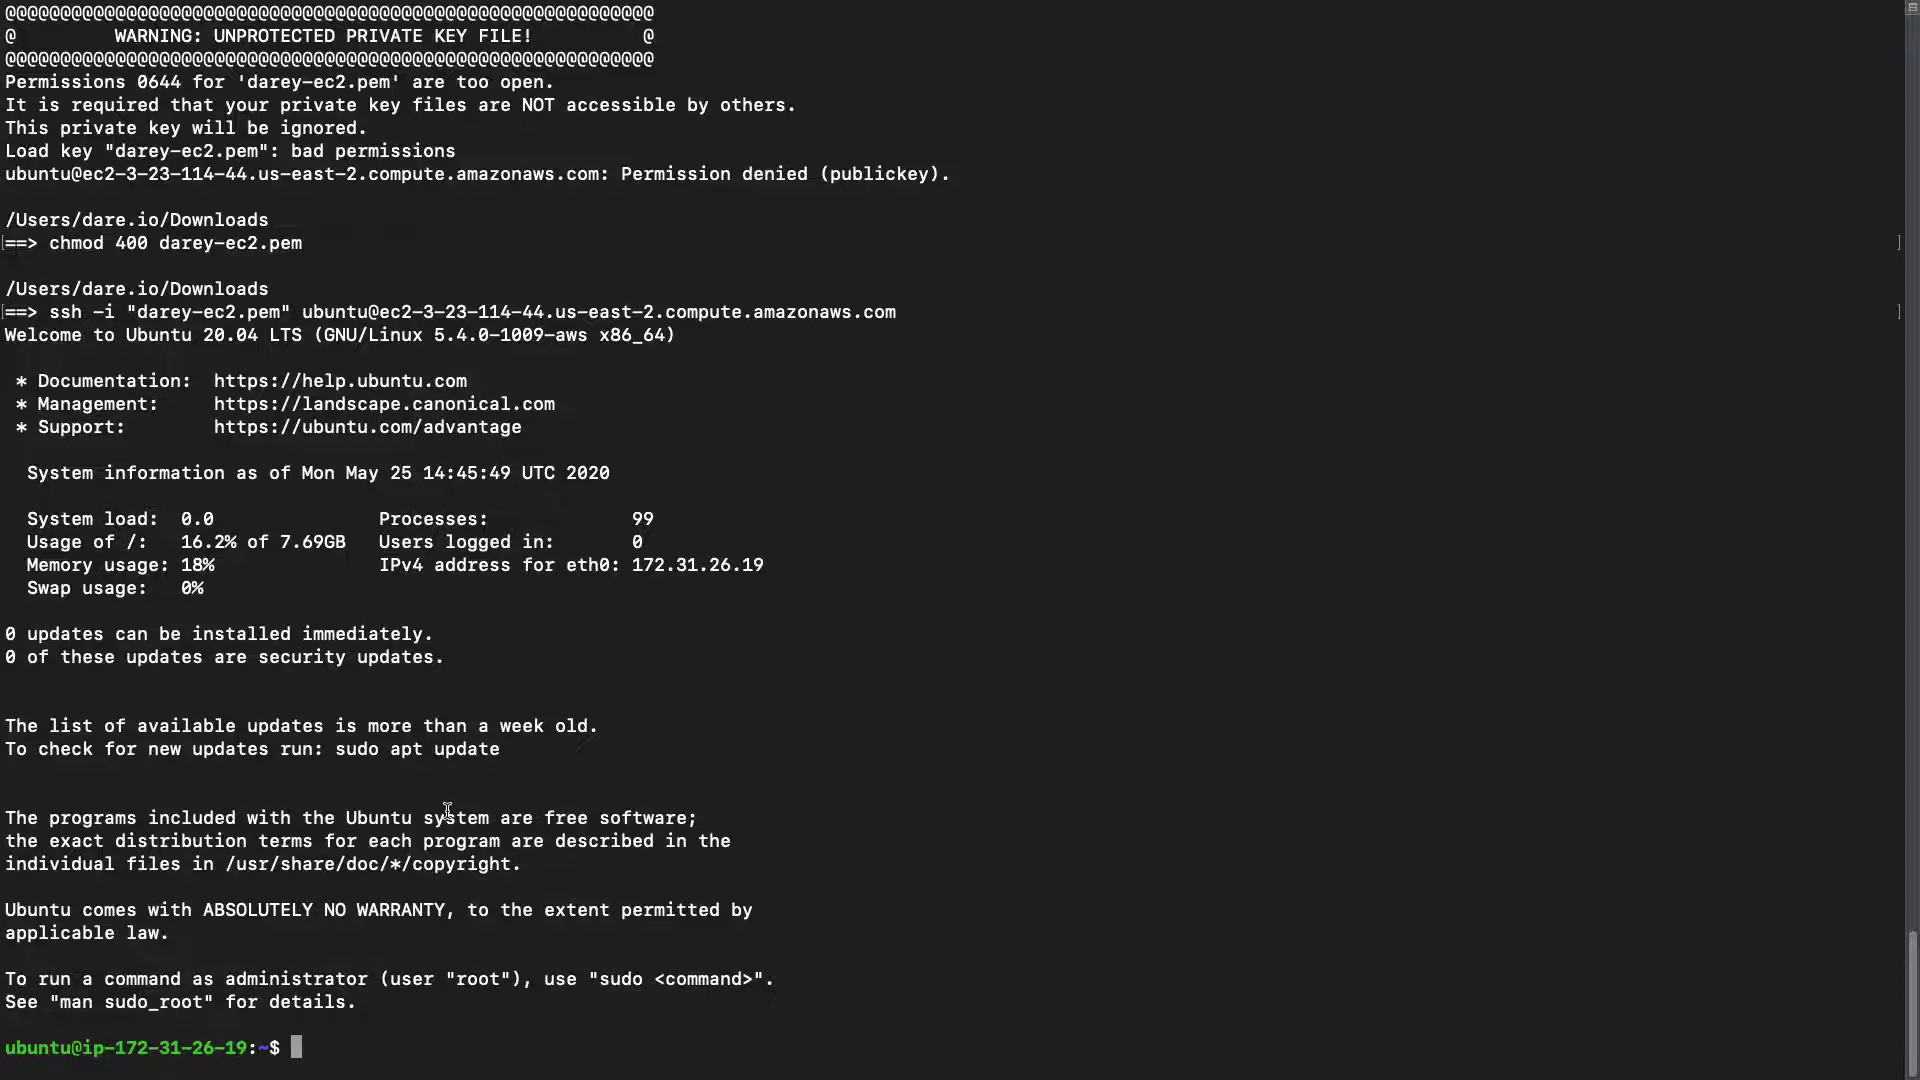 @@@@@@@@@@@@@@@@@@@@@@@@@@@@@@@@@@@@@@@@@@@@@@@@@@@@@@@@@@@
@         WARNING: UNPROTECTED PRIVATE KEY FILE!          @
@@@@@@@@@@@@@@@@@@@@@@@@@@@@@@@@@@@@@@@@@@@@@@@@@@@@@@@@@@@
Permissions 0644 for 'darey-ec2.pem' are too open.
It is required that your private key files are NOT accessible by others.
This private key will be ignored.
Load key "darey-ec2.pem": bad permissions
ubuntu@ec2-3-23-114-44.us-east-2.compute.amazonaws.com: Permission denied (publickey).
/Users/dare.io/Downloads
[==> chmod 400 darey-ec2.pem ]
/Users/dare.io/Downloads
[==> ssh -i "darey-ec2.pem" ubuntu@ec2-3-23-114-44.us-east-2.compute.amazonaws.com ]
Welcome to Ubuntu 20.04 LTS (GNU/Linux 5.4.0-1009-aws x86_64)
* Documentation:  https://help.ubuntu.com
* Management:     https://landscape.canonical.com
* Support:        https://ubuntu.com/advantage
System information as of Mon May 25 14:45:49 UTC 2020
System load:  0.0               Processes:             99
Usage of /:   16.2% of 7.69GB   Users logged in:       0
Memory usage: 18%               IPv4 address for eth0: 172.31.26.19
Swap usage:   0%
0 updates can be installed immediately.
0 of these updates are security updates.
The list of available updates is more than a week old.
To check for new updates run: sudo apt update
The programs included with the Ubuntu system are free software;
the exact distribution terms for each program are described in the
individual files in /usr/share/doc/*/copyright.
Ubuntu comes with ABSOLUTELY NO WARRANTY, to the extent permitted by
applicable law.
To run a command as administrator (user "root"), use "sudo <command>".
See "man sudo_root" for details.
ubuntu@ip-172-31-26-19:~$